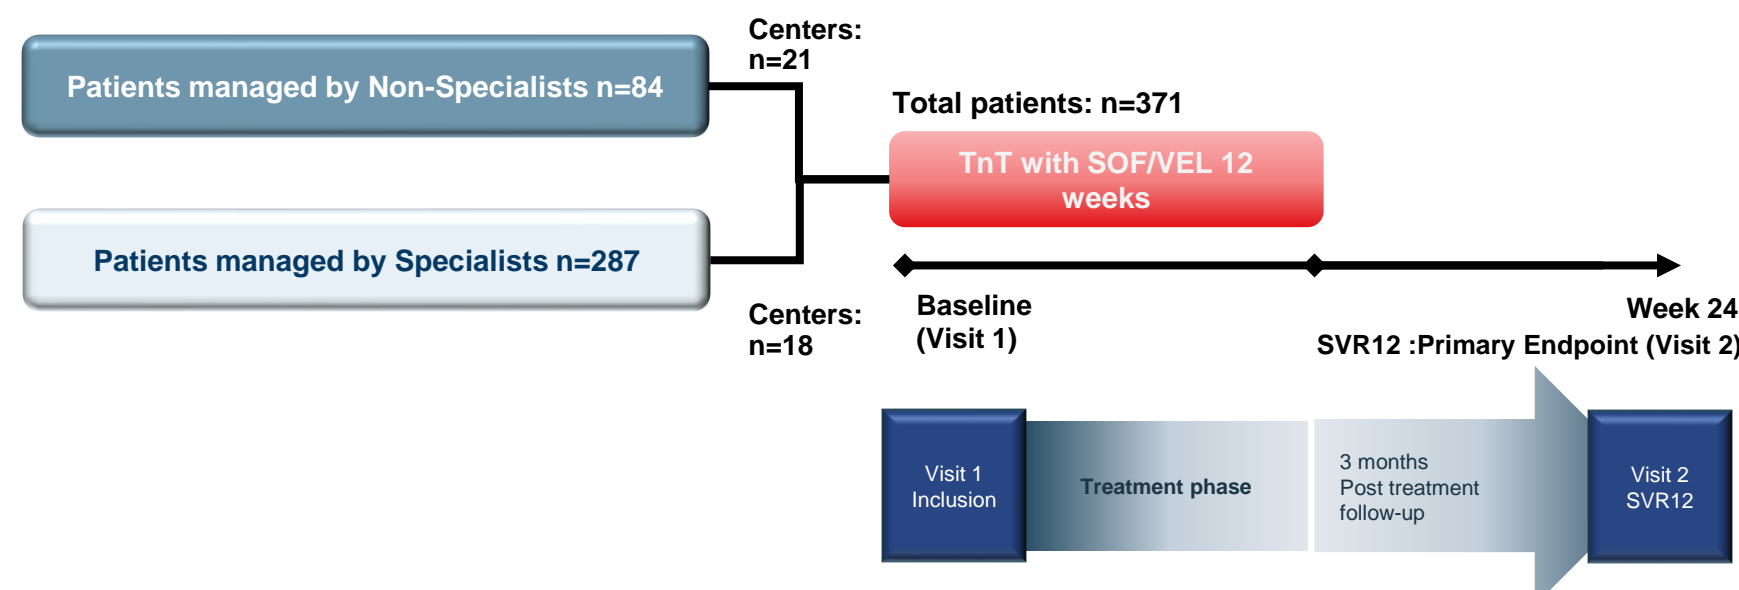 Centers:
n=21
Patients managed by Non-Specialists n=84
Total patients: n=371
TnT with SOF/VEL 12
weeks
Patients managed by Specialists n=287
Centers:
n=18
Baseline
(Visit 1)
Week 24
SVR12 :Primary Endpoint (Visit 2)
Visit 1
Inclusion
Treatment phase
3 months
Post treatment
follow-up
Visit 2
SVR12